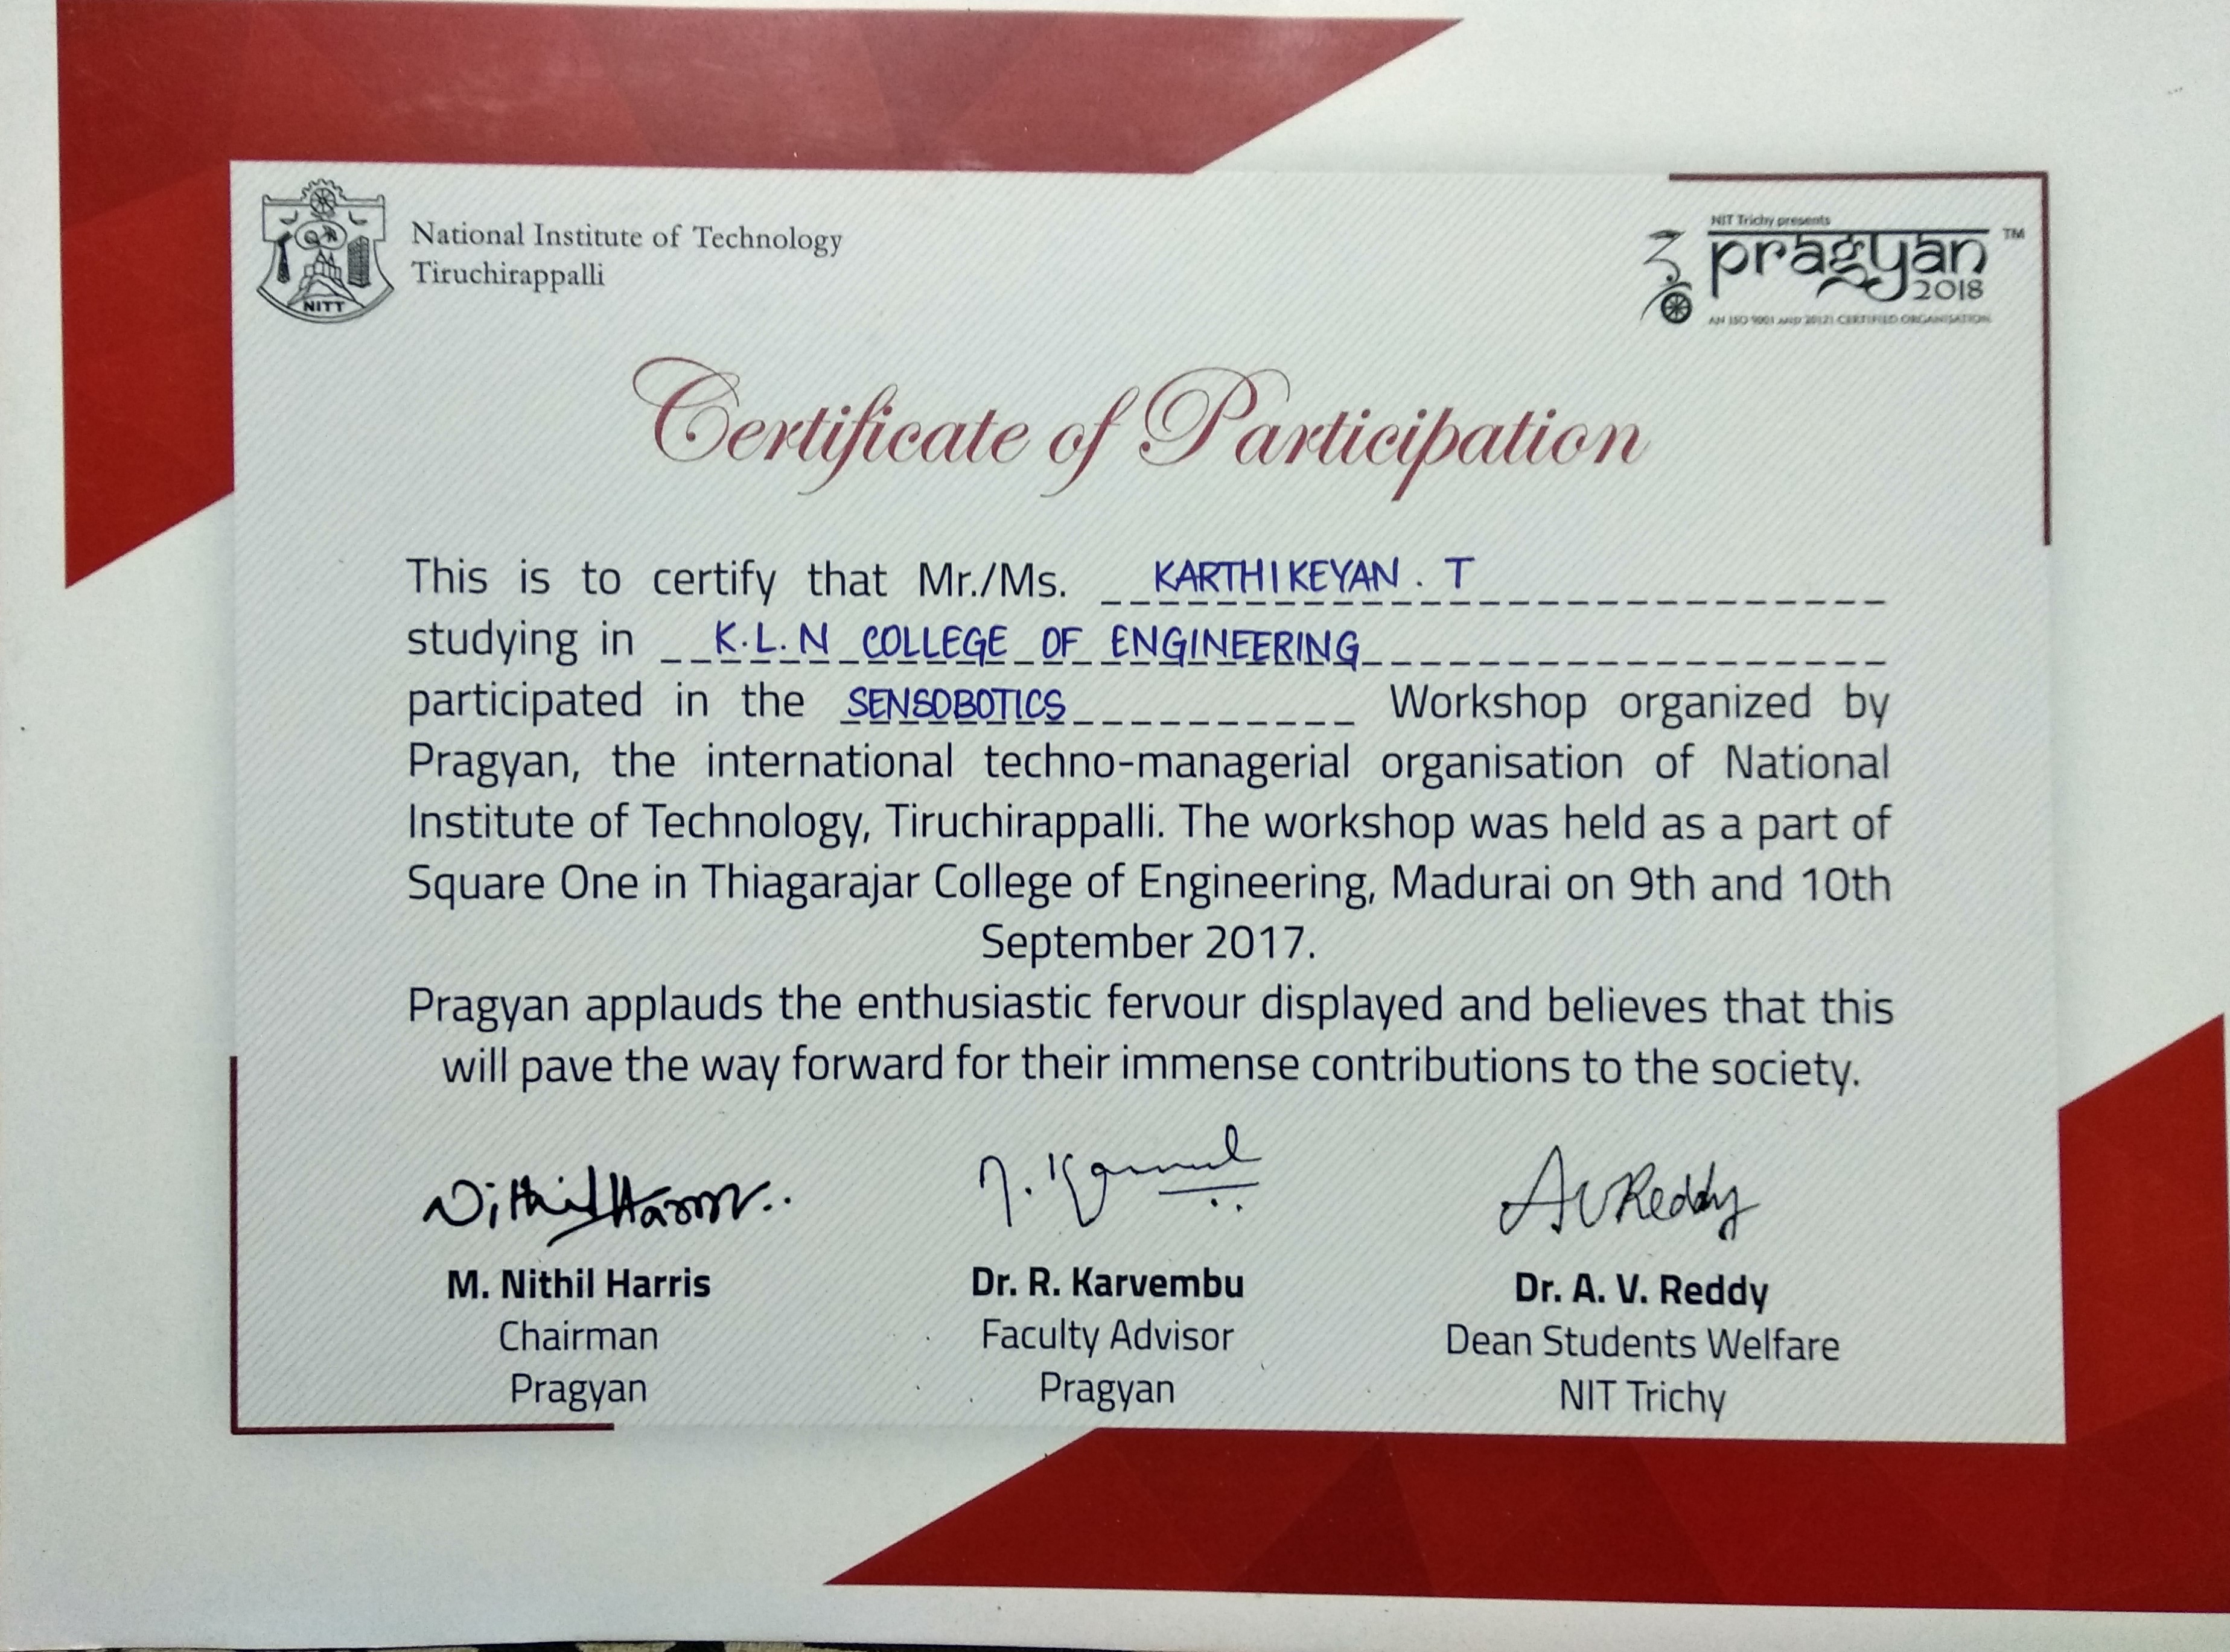 NITT
National Institute of Technology
Tiruchirappalli
NIT Trichy presents
pragyan TM
2018
AN ISO 9001 AND 20121 CERTIFIED ORGANISATION
Certificate of Participation
This is to certify that Mr./Ms. KARTHIKEYAN. T
studying in K.L.N COLLEGE OF ENGINEERING
participated in the SENSOBOTICS Workshop organized by
Pragyan, the international techno-managerial organisation of National
Institute of Technology, Tiruchirappalli. The workshop was held as a part of
Square One in Thiagarajar College of Engineering, Madurai on 9th and 10th
September 2017.
Pragyan applauds the enthusiastic fervour displayed and believes that this
will pave the way forward for their immense contributions to the society.
Nithil Harris AVReddy
M. Nithil Harris Dr. R. Karvembu Dr. A. V. Reddy
Chairman Faculty Advisor Dean Students Welfare
Pragyan Pragyan NIT Trichy